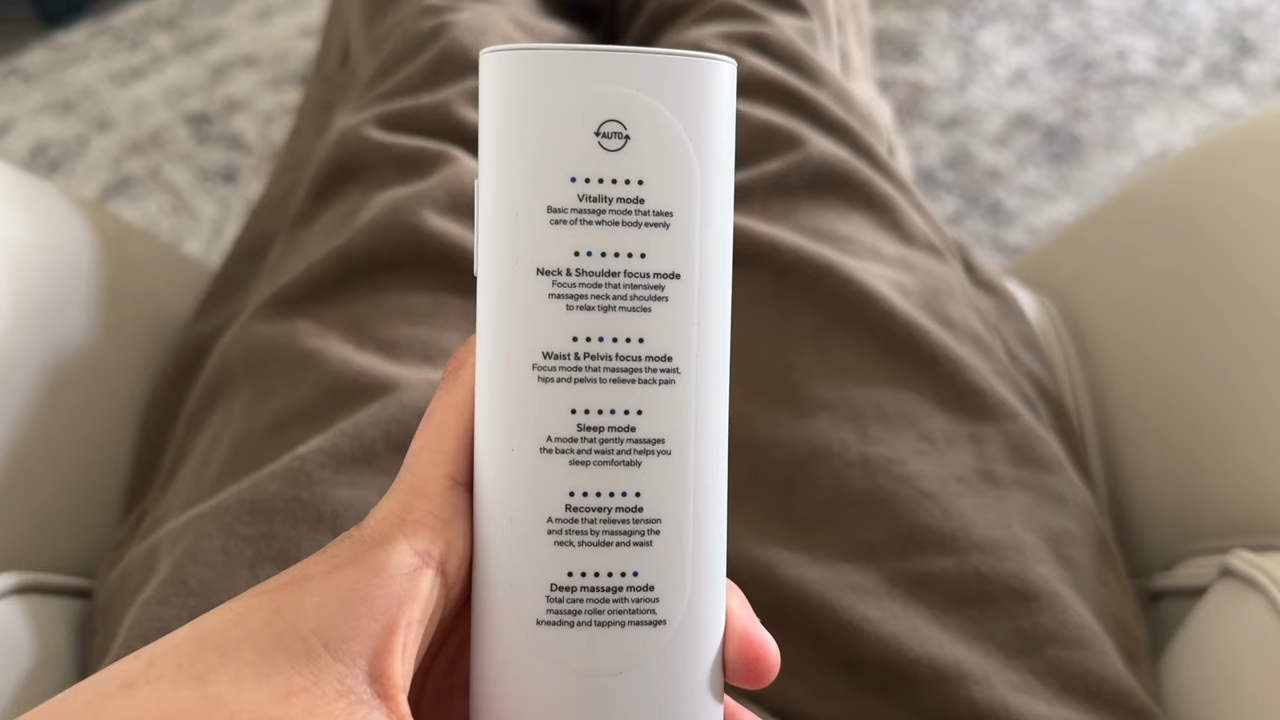 AUTO
Vitality mode
Basic massage mode that takes
care of the whole body evenly
Neck & Shoulder focus mode
Focus mode that intensively
massages neck and shoulders
to relax tight muscles
Waist & Pelvis focus mode
Focus mode that massages the waist,
hips and pelvis to relieve back pain
Sleep mode
A mode that gently massages
the back and waist and helps you
sleep comfortably
Recovery mode
A mode that relieves tension
and stress by massaging the
neck, shoulder and waist
Deep massage mode
Total care mode with various
massage roller orientations,
kneading and tapping massages